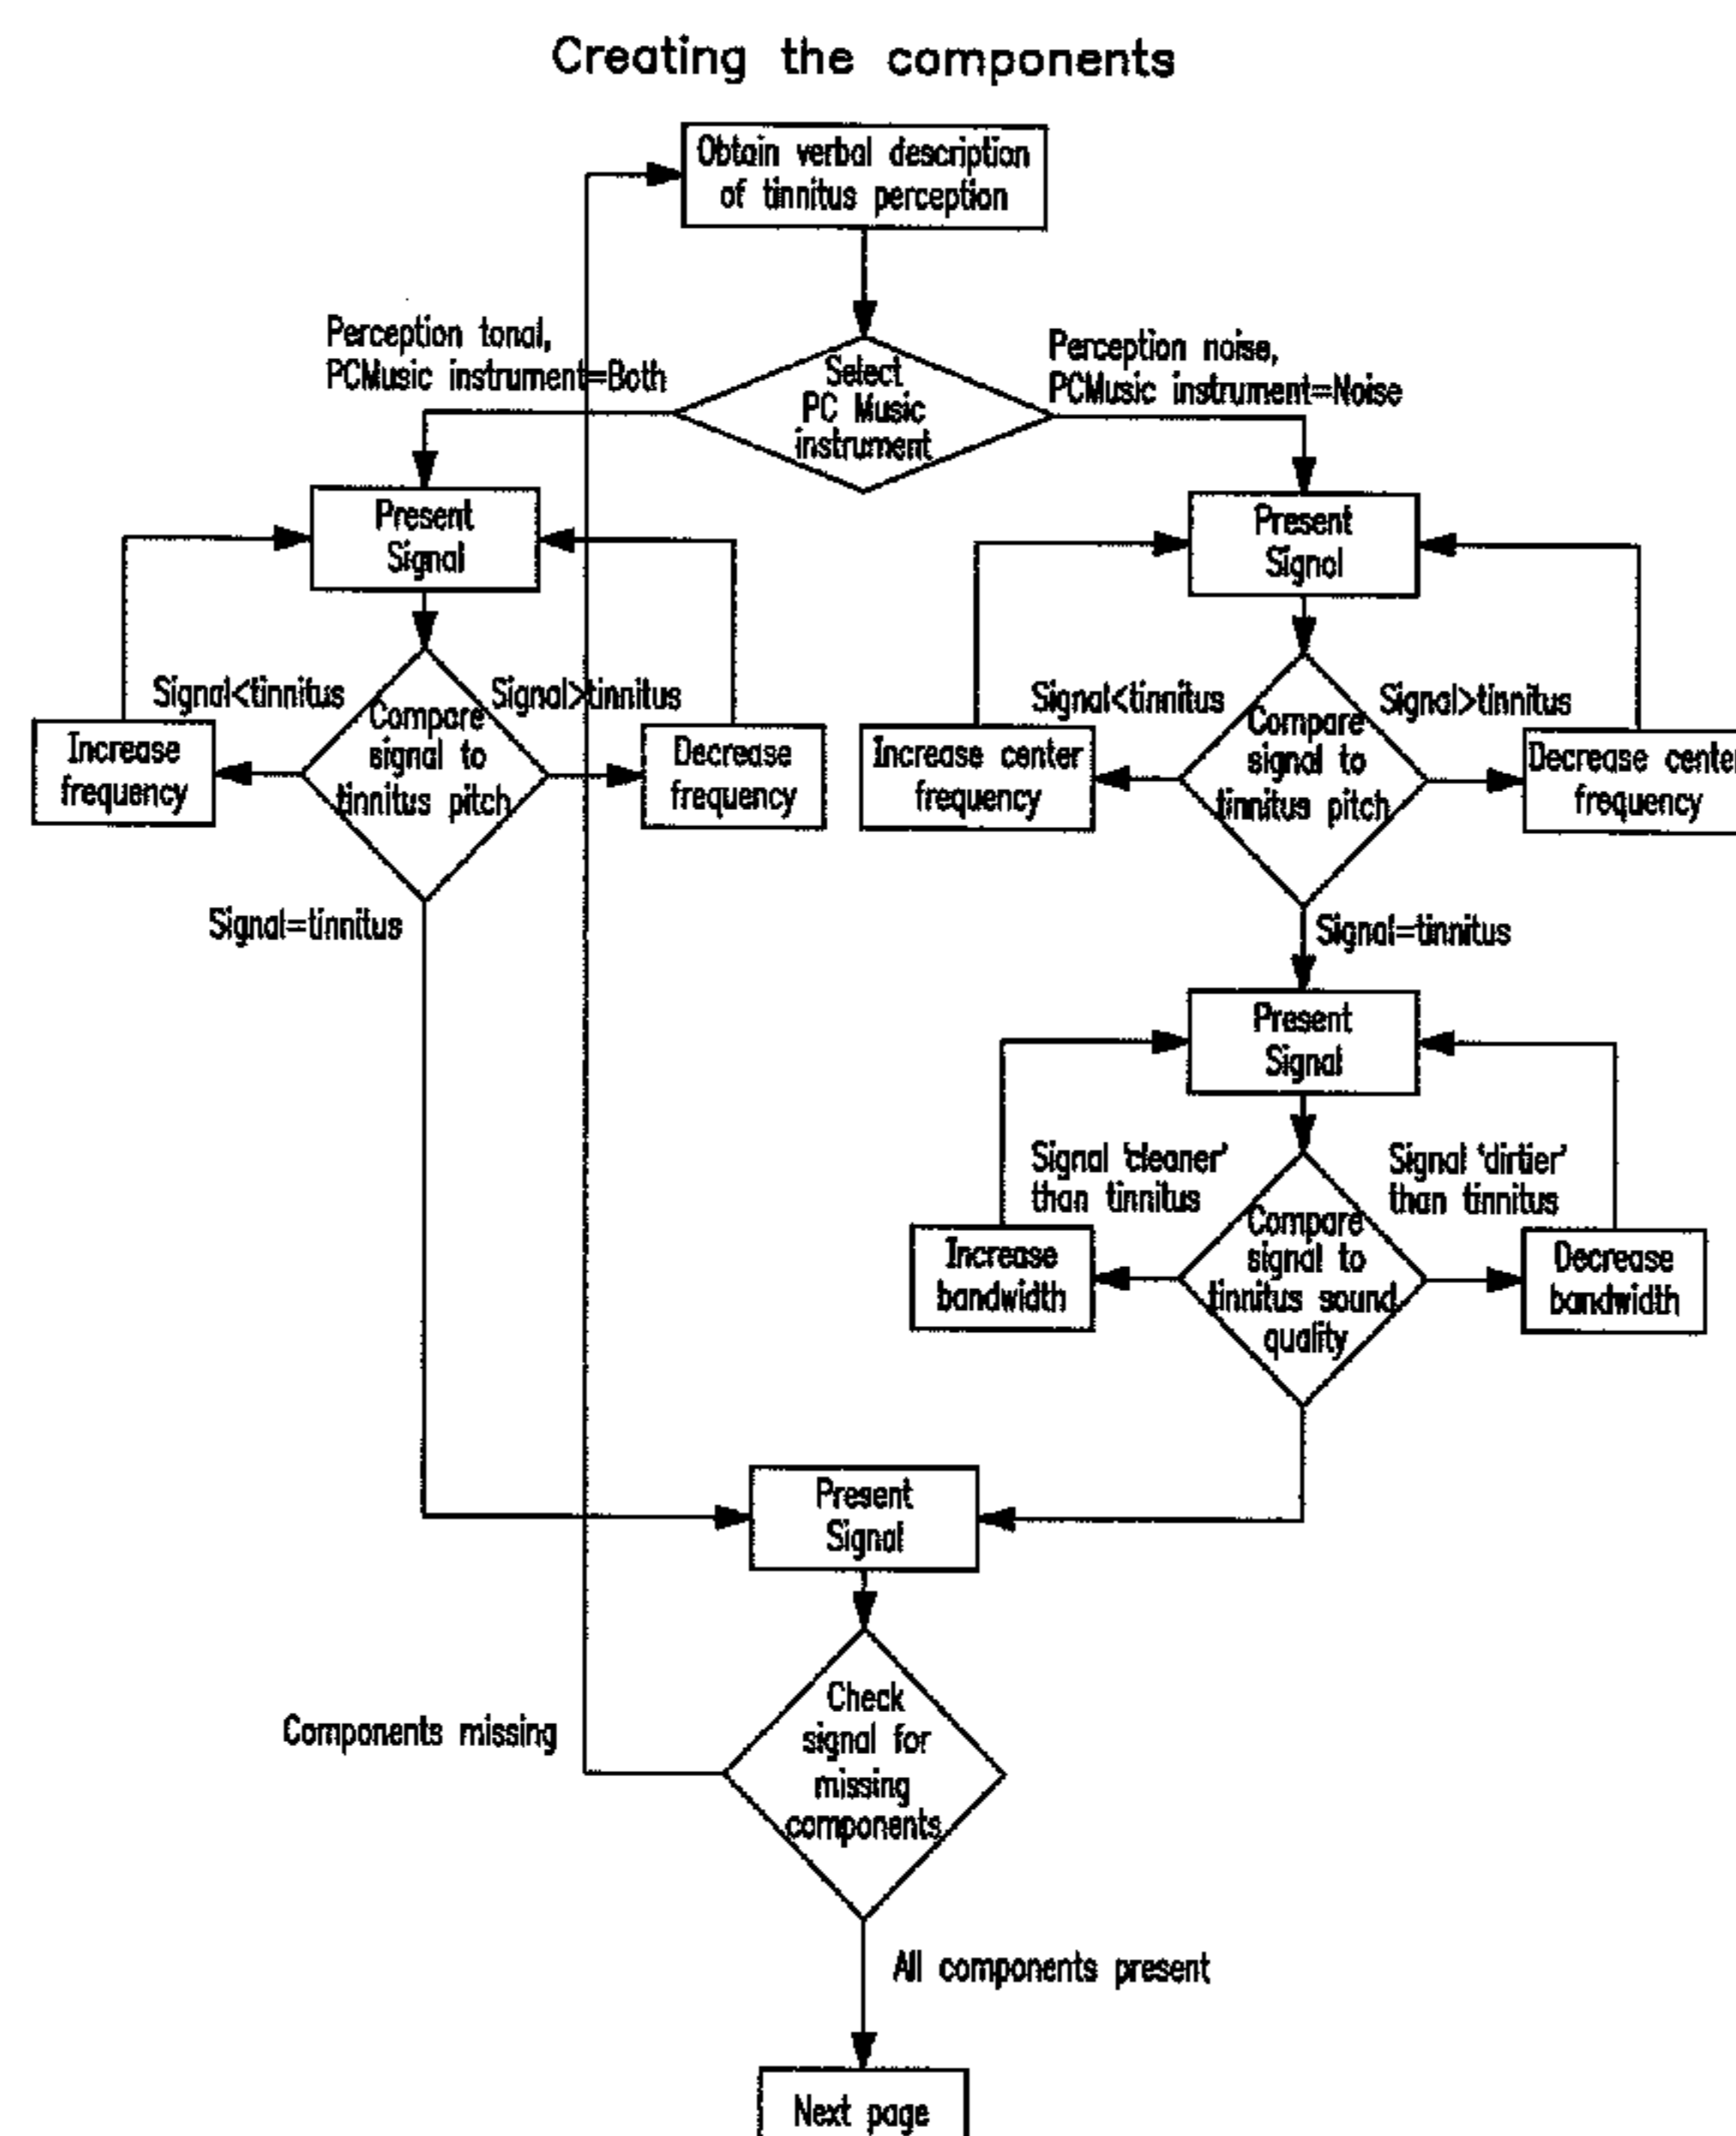 Creating the components
Obtain verbal description
of tinnitus perception
Perception tonal,
PCMusic instrument=Both
Select
PC Music
instrument
Perception noise,
PCMusic instrument=Noise
Present
Signal
Present
Signal
Signal<tinnitus
Compare
signal to
tinnitus pitch
Signal>tinnitus
Increase
frequency
Decrease
frequency
Signal<tinnitus
Compare
signal to
tinnitus pitch
Signal>tinnitus
Increase center
frequency
Decrease center
frequency
Signal=tinnitus
Signal=tinnitus
Present
Signal
Signal 'cleaner'
than tinnitus
Signal 'dirtier'
than tinnitus
Compare
signal to
tinnitus sound
quality
Increase
bandwidth
Decrease
bandwidth
Present
Signal
Components missing
Check
signal for
missing
components
All components present
Next page